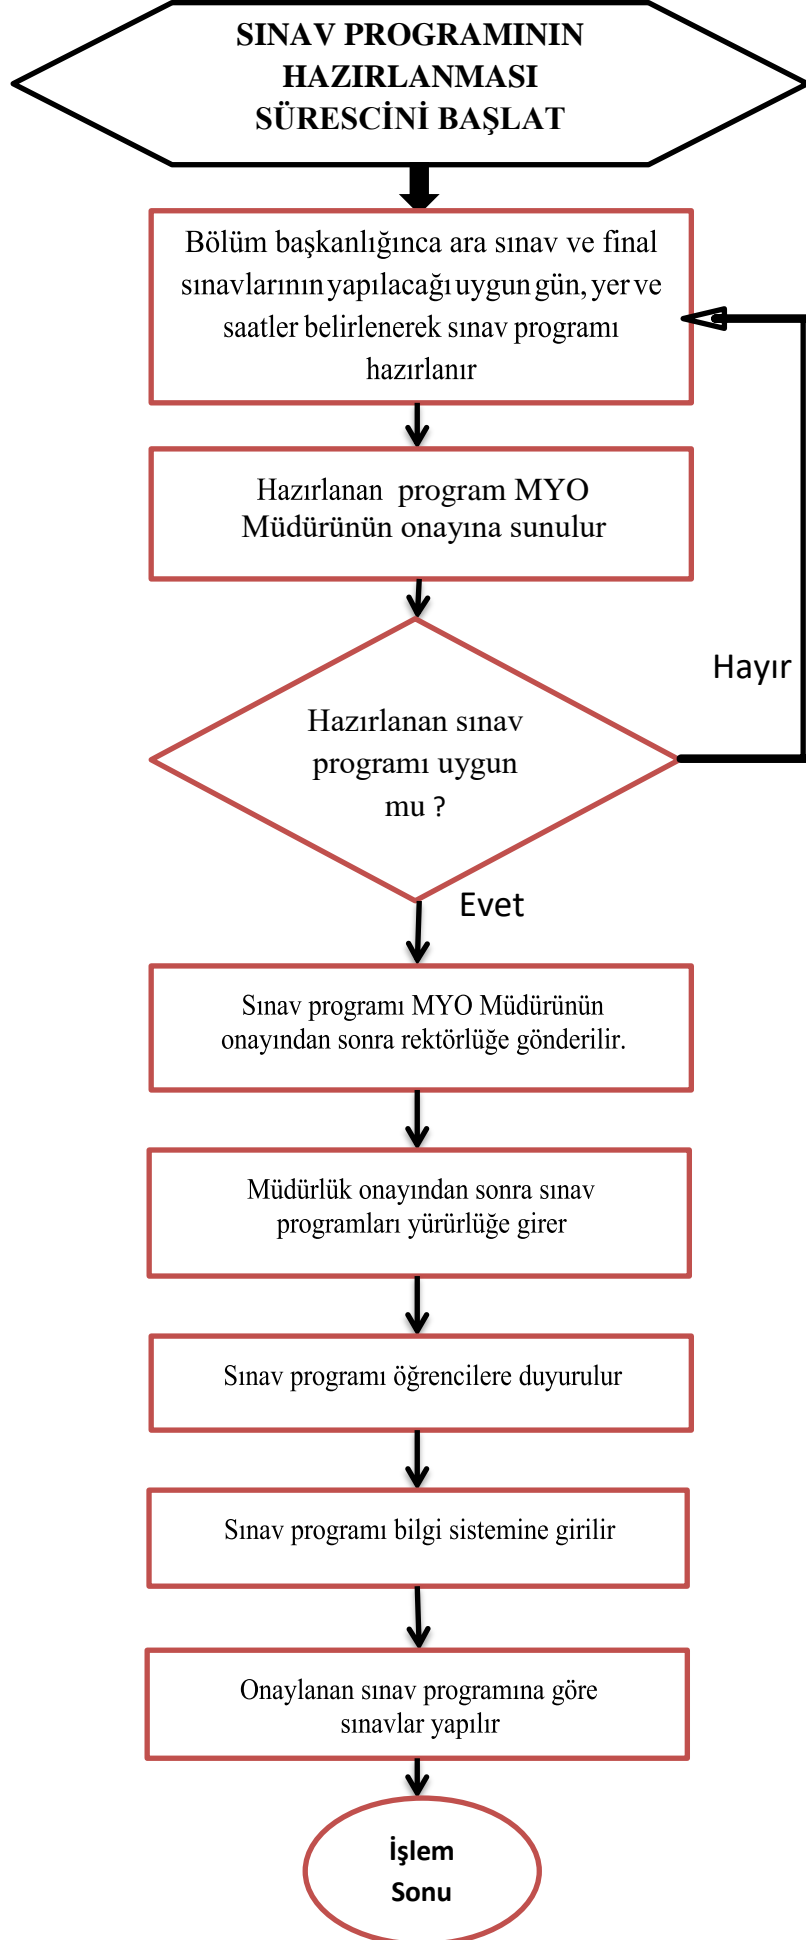 SINAV PROGRAMININ
HAZIRLANMASI
SÜRESCİNİ BAŞLAT
Bölüm başkanlığınca ara sınav ve final
sınavlarının yapılacağı uygun gün, yer ve
saatler belirlenerek sınav programı
hazırlanır
Hazırlanan program MYO
Müdürünün onayına sunulur
Hayır
Hazırlanan sınav
programı uygun
mu ?
Evet
Sınav programı MYO Müdürünün
onayından sonra rektörlüğe gönderilir.
Müdürlük onayından sonra sınav
programları yürürlüğe girer
Sınav programı öğrencilere duyurulur
Sınav programı bilgi sistemine girilir
Onaylanan sınav programına göre
sınavlar yapılır
İşlem
Sonu